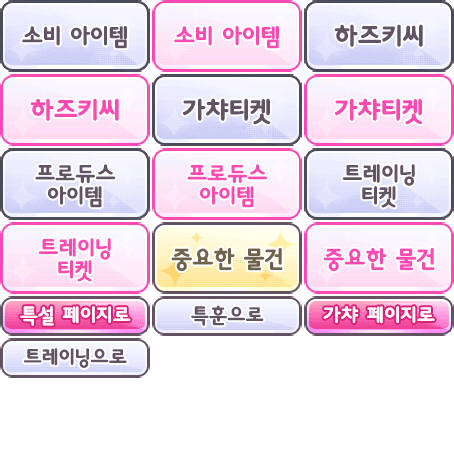 소비 아이템
소비 아이템
하즈키씨
하즈키씨
가챠티켓
가챠티켓
프로듀스
아이템
프로듀스
아이템
트레이닝
티켓
트레이닝
티켓
중요한 물건
중요한 물건
특설 페이지로
특훈으로
가챠 페이지로
트레이닝으로